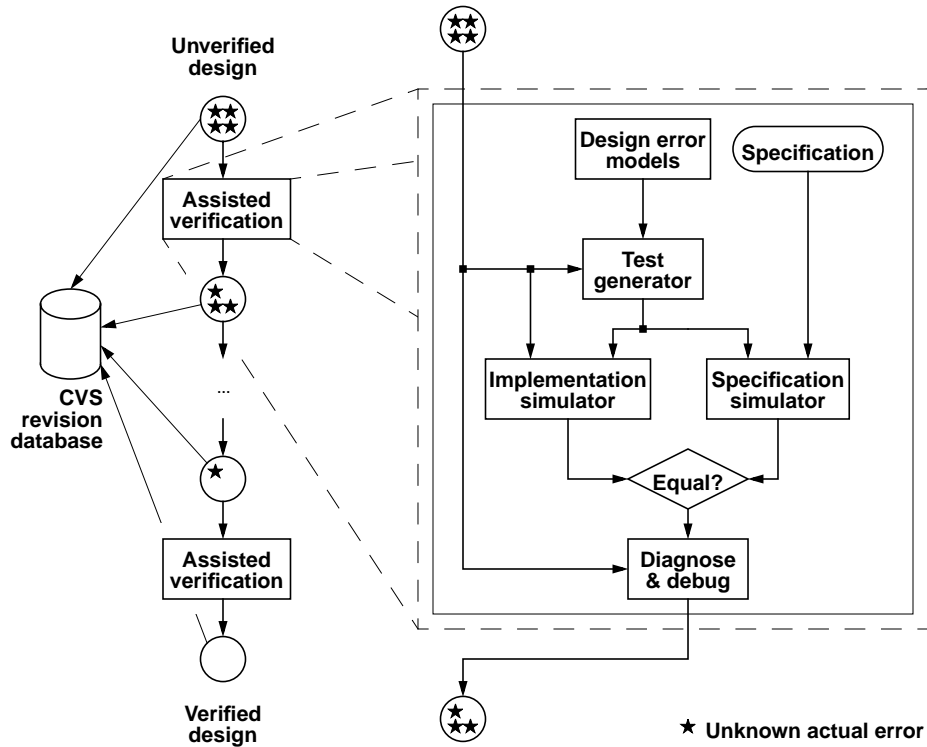 Unverified
design
Assisted
verification
...
CVS
revision
database
Assisted
verification
Verified
design
Design error
models
Specification
Test
generator
Implementation
simulator
Specification
simulator
Equal?
Diagnose
& debug
Unknown actual error